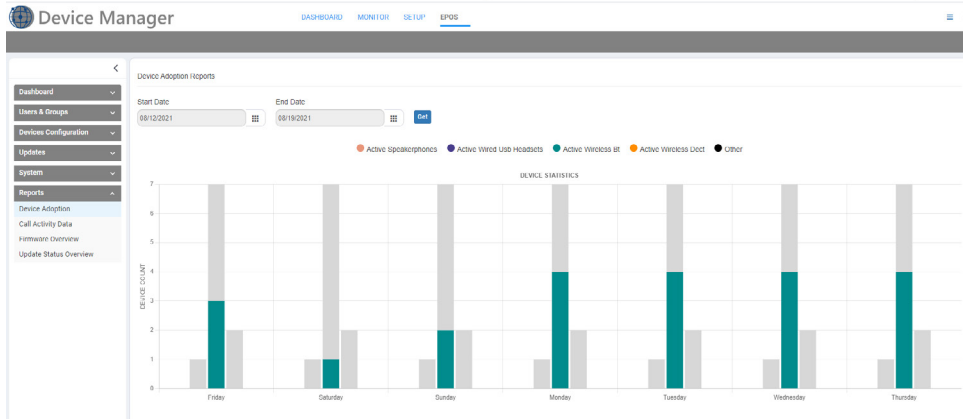 Device Manager
DASHBOARD MONITOR SETUP EPOS
Device Adoption Reports
Dashboard
Users & Groups
Devices Configuration
Updates
System
Reports
Device Adoption
Call Activity Data
Firmware Overview
Update Status Overview
Start Date End Date
08/12/2021 08/19/2021 Get
Active Speakerphones Active Wired Usb Headsets Active Wireless Bt Active Wireless Dect Other
DEVICE STATISTICS
DEVICE COUNT
7
6
5
4
3
2
1
0
Friday Saturday Sunday Monday Tuesday Wednesday Thursday